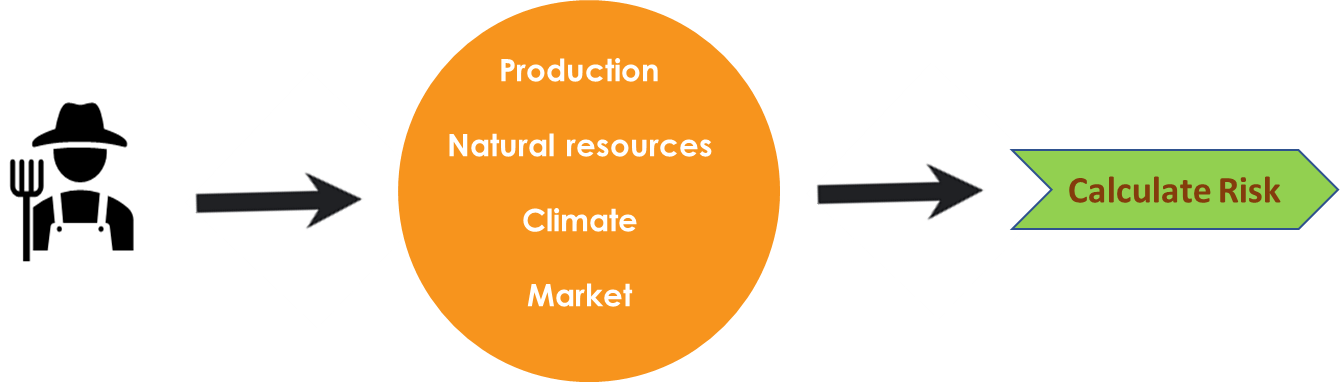 Production
Natural resources
Climate
Market
Calculate Risk